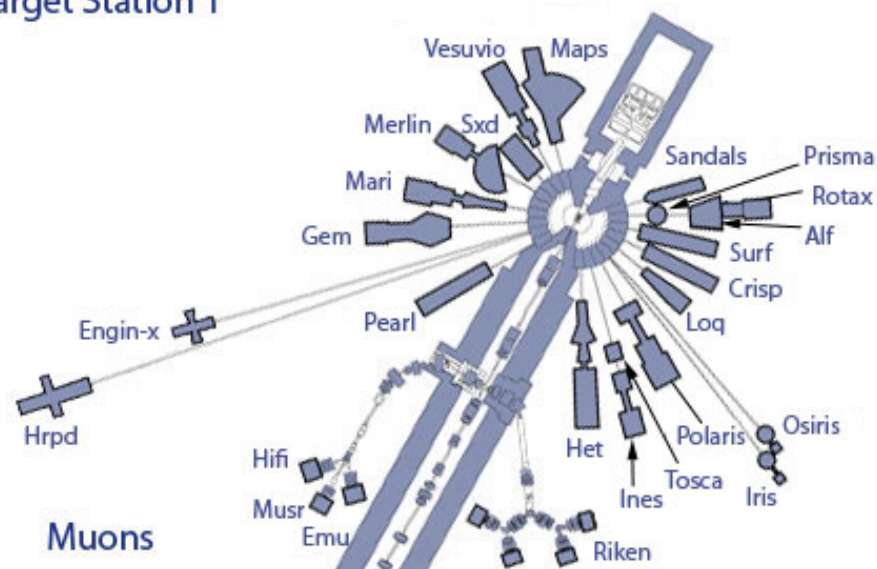 arget Station 1
Vesuvio
Maps
Merlin
Sxd
Sandals
Prisma
Mari
Rotax
Gem
Alf
Surf
Crisp
Pearl
Loq
Engin-x
Hrpd
Het
Polaris
Osiris
Hifi
Tosca
Ines
Iris
Musr
Emu
Muons
Riken